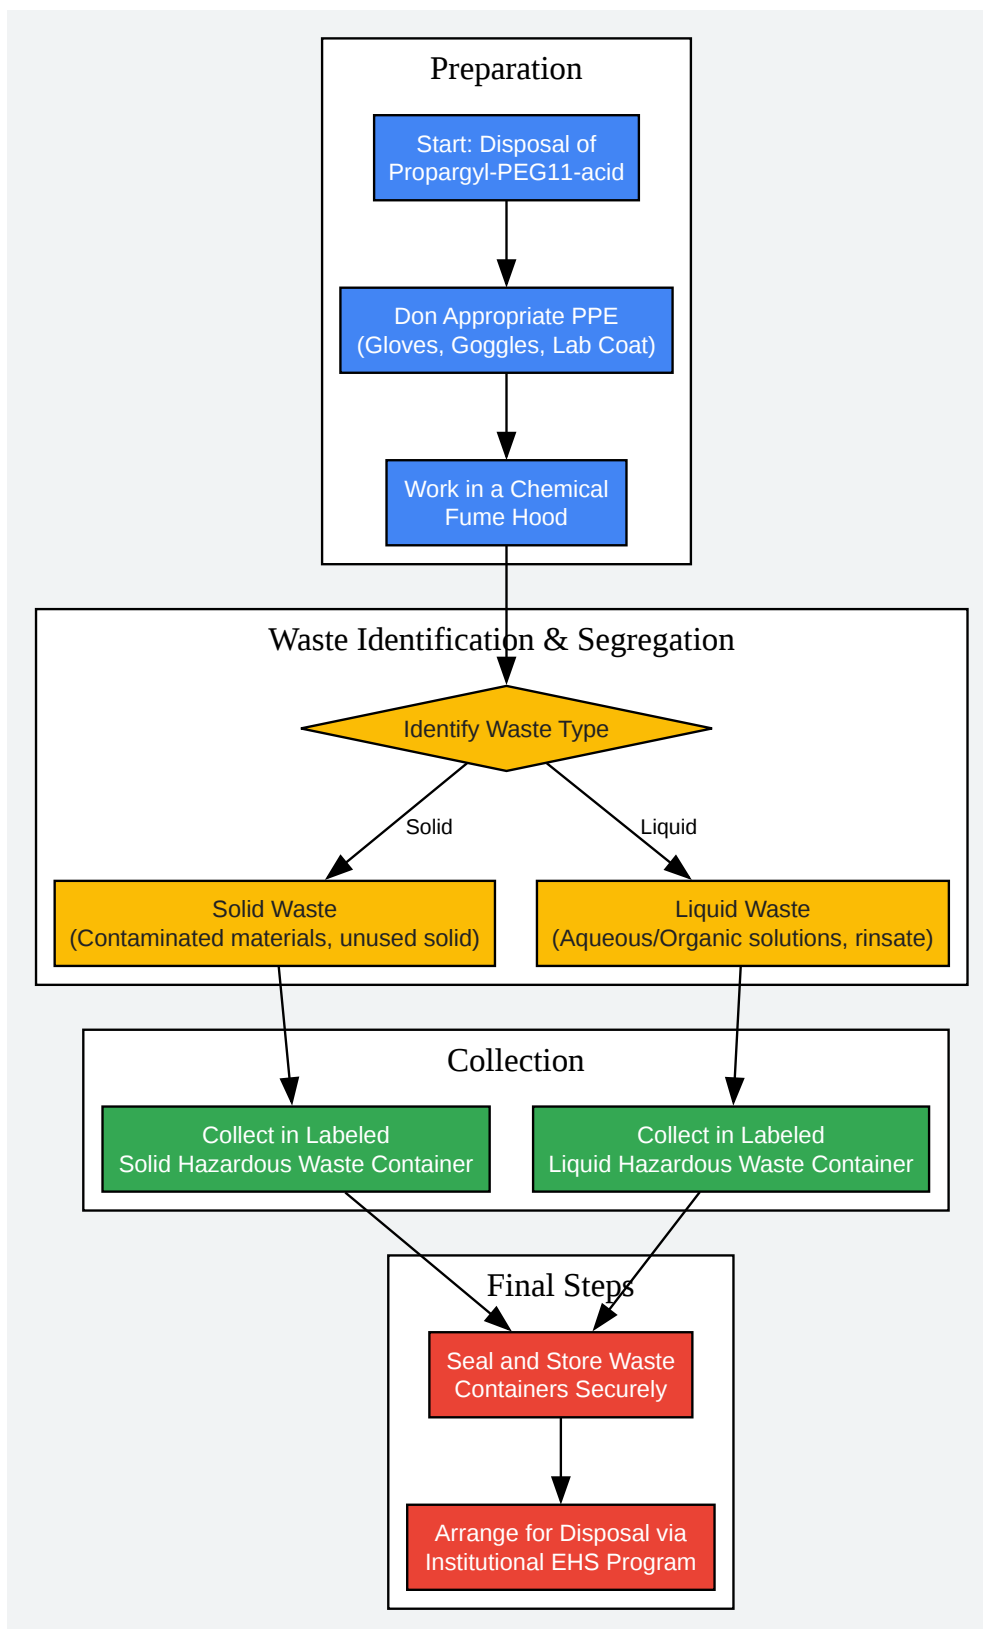 Preparation
Start: Disposal of
Propargyl-PEG11-acid
Don Appropriate PPE
(Gloves, Goggles, Lab Coat)
Work in a Chemical
Fume Hood
Waste Identification & Segregation
Identify Waste Type
Solid
Liquid
Solid Waste
(Contaminated materials, unused solid)
Liquid Waste
(Aqueous/Organic solutions, rinsate)
Collection
Collect in Labeled
Solid Hazardous Waste Container
Collect in Labeled
Liquid Hazardous Waste Container
Final Steps
Seal and Store Waste
Containers Securely
Arrange for Disposal via
Institutional EHS Program